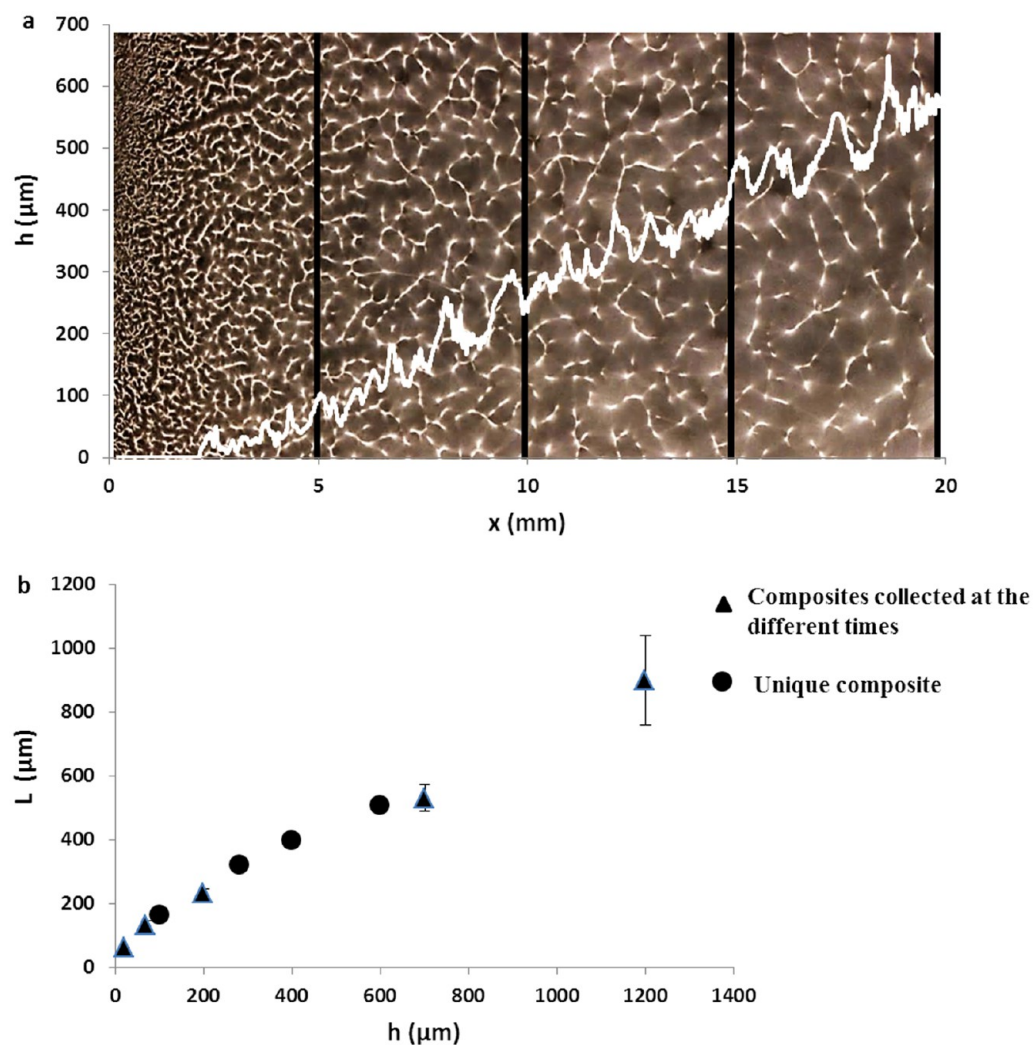 a
700
600
500
400
300
200
100
0
h (µm)
0 5 10 15 20
x (mm)
b
1200
1000
800
600
400
200
0
L (µm)
0 200 400 600 800 1000 1200 1400
h (µm)
Composites collected at the
different times
Unique composite